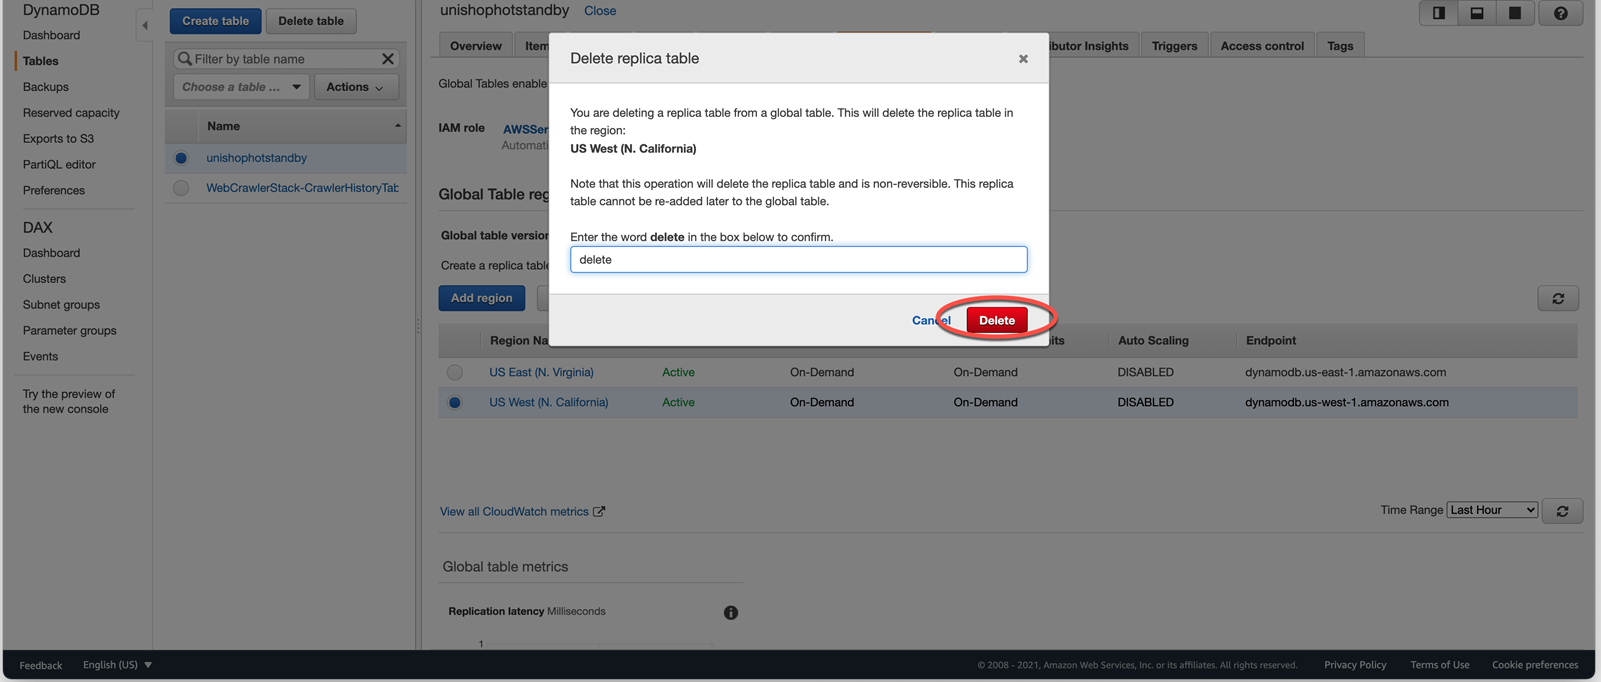 DynamoDB
Dashboard
Tables
Backups
Reserved capacity
Exports to S3
PartiQL editor
Preferences
DAX
Dashboard
Clusters
Subnet groups
Parameter groups
Events
Try the preview of
the new console
Create table
Delete table
Filter by table name
Choose a table ...
Actions
Name
unishophotstandby
WebCrawlerStack-CrawlerHistoryTab
unishophotstandby Close
Overview
Item
ibutor Insights
Triggers
Access control
Tags
Global Tables enable
IAM role AWSSer
Automati
Global Table reg
Global table version
Create a replica table
Add region
Delete replica table
You are deleting a replica table from a global table. This will delete the replica table in
the region:
US West (N. California)
Note that this operation will delete the replica table and is non-reversible. This replica
table cannot be re-added later to the global table.
Enter the word delete in the box below to confirm.
delete
Cancel
Delete
Region Na its Auto Scaling Endpoint
US East (N. Virginia) Active On-Demand On-Demand DISABLED dynamodb.us-east-1.amazonaws.com
US West (N. California) Active On-Demand On-Demand DISABLED dynamodb.us-west-1.amazonaws.com
View all CloudWatch metrics
Time Range Last Hour
Global table metrics
Replication latency Milliseconds
1
Feedback English (US) © 2008 - 2021, Amazon Web Services, Inc. or its affiliates. All rights reserved. Privacy Policy Terms of Use Cookie preferences